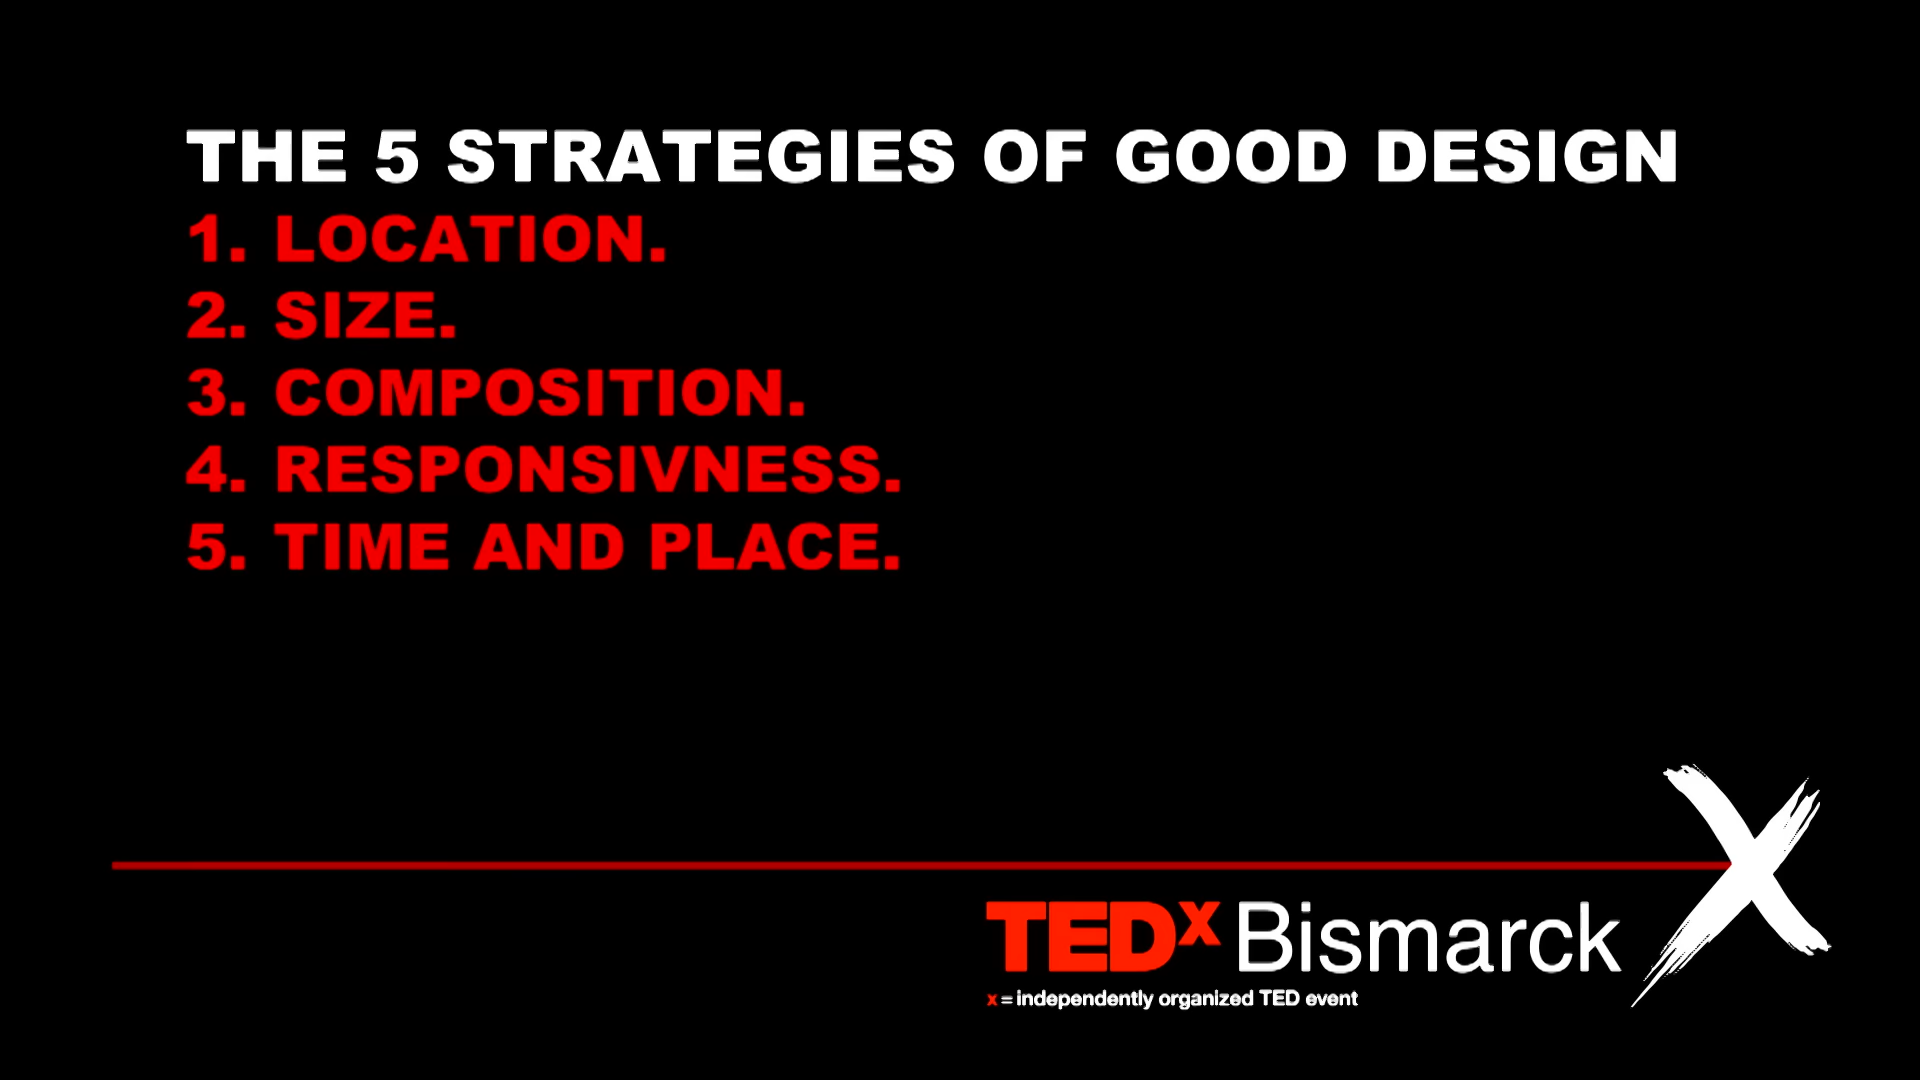 THE 5 STRATEGIES OF GOOD DESIGN
1. LOCATION.
2. SIZE.
3. COMPOSITION.
4. RESPONSIVNESS.
5. TIME AND PLACE.
TEDx Bismarck
x = independently organized TED event
X